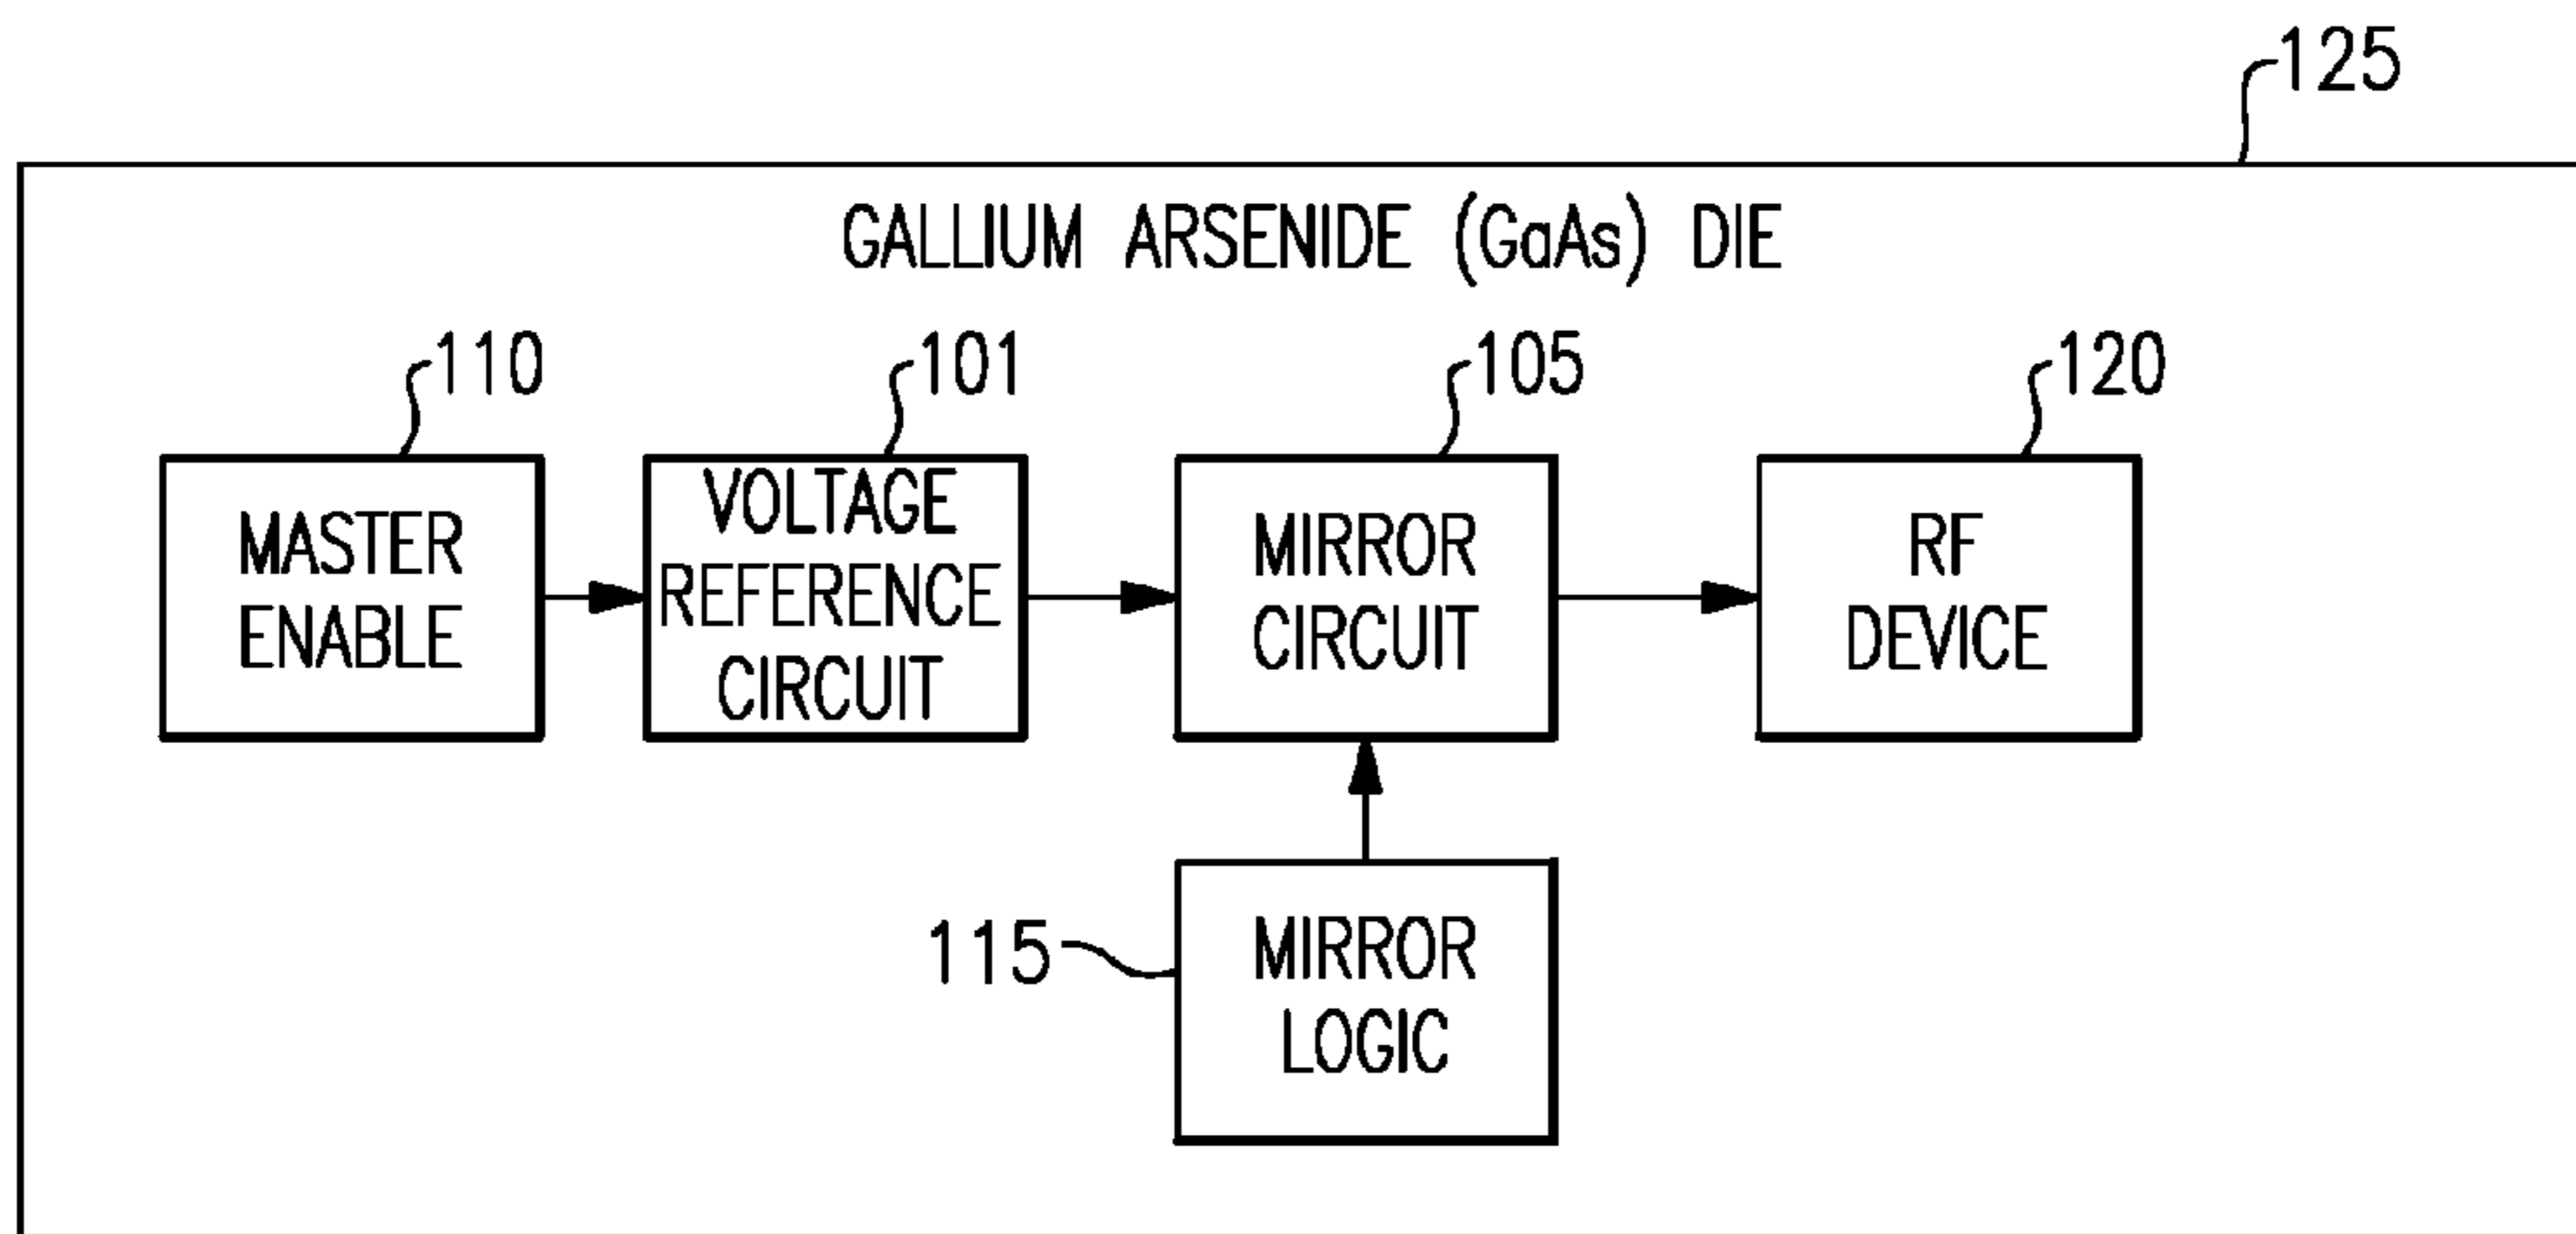 125
GALLIUM ARSENIDE (GaAs) DIE
110
101
105
120
MASTER
ENABLE
VOLTAGE
REFERENCE
CIRCUIT
MIRROR
CIRCUIT
RF
DEVICE
115
MIRROR
LOGIC